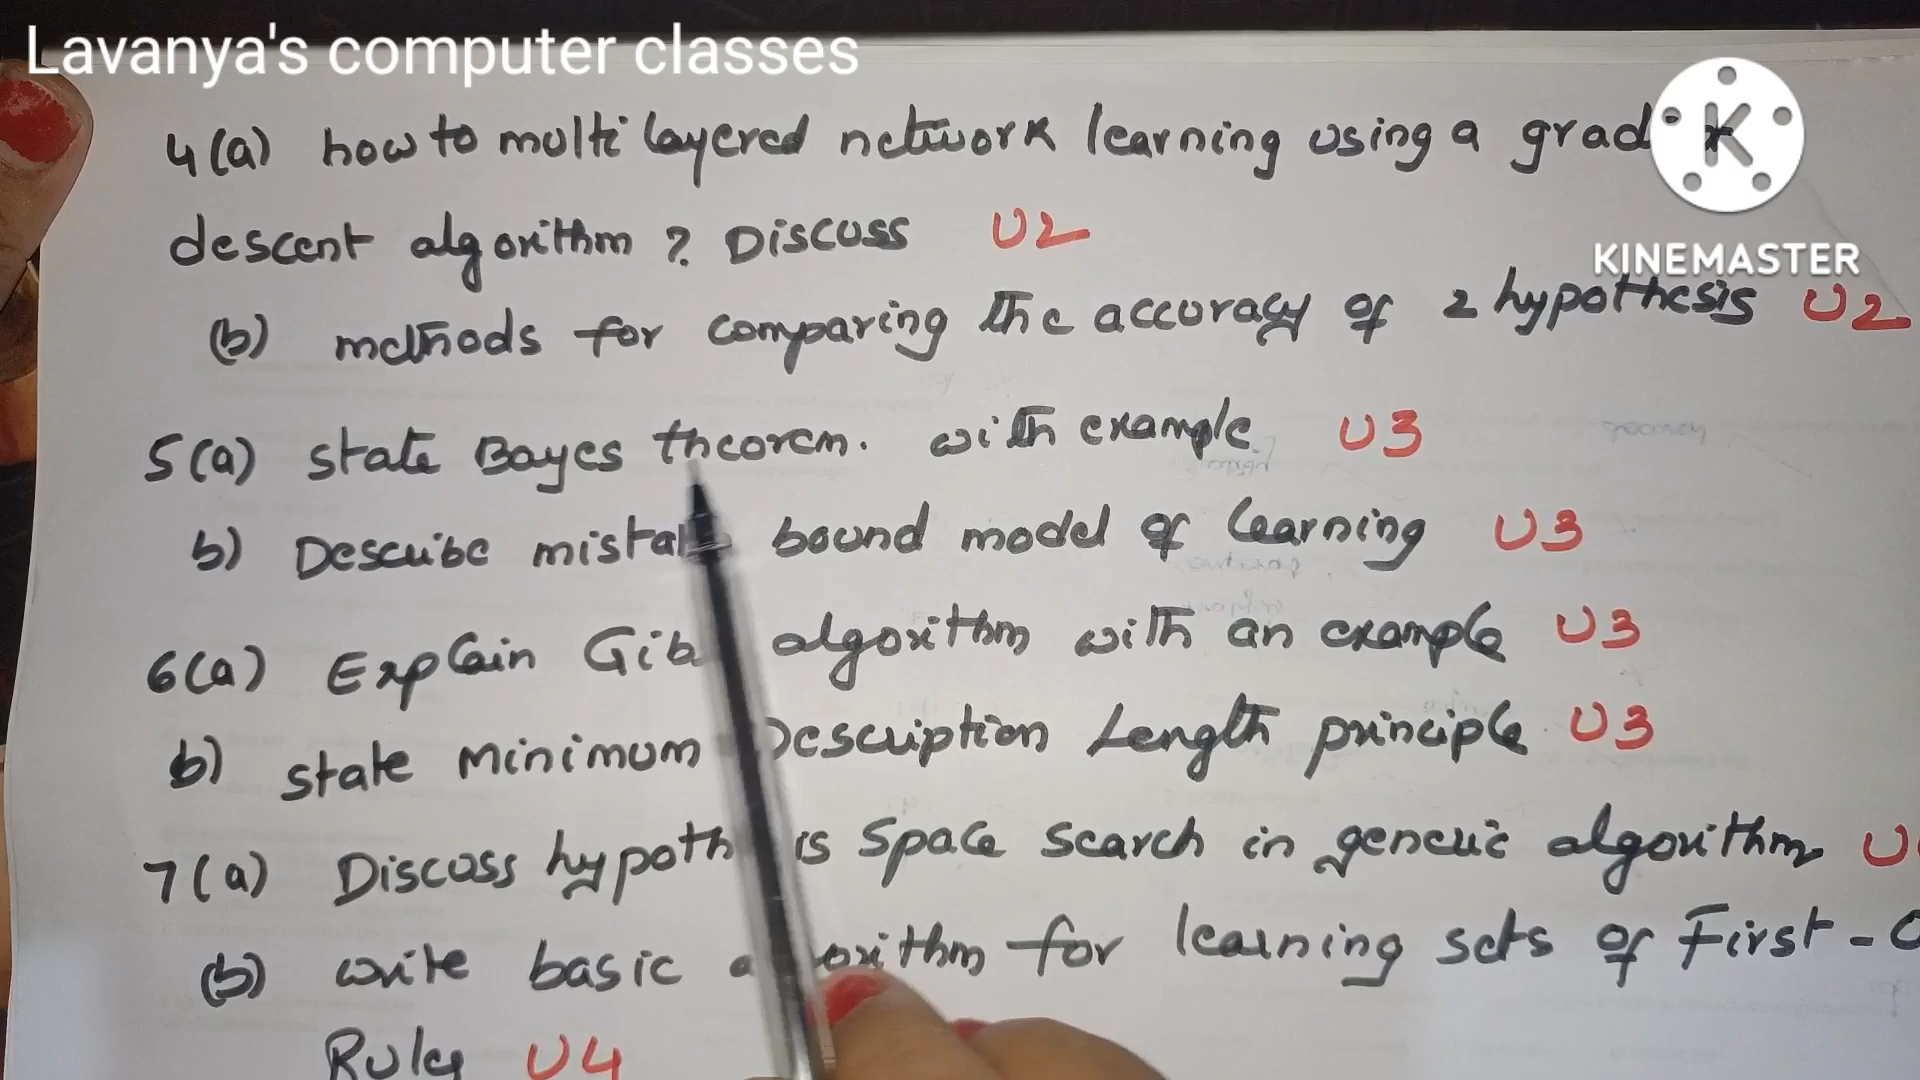 Lavanya's computer classes
4(a) how to multi layered network learning using a
descent algorithm ? Discuss U2
KINEMASTER
(b) methods for comparing the accuracy of 2 hypothesis U2
5(a) state Bayes theorem. with example U3
b) Describe bound model of learning U3
6(a) Explain algorithm with an example U3
b) state Minimum Description Length principle U3
7(a) Discuss space search in genetic algorithm
(b) write basic for learning sets of First -
Rules U4